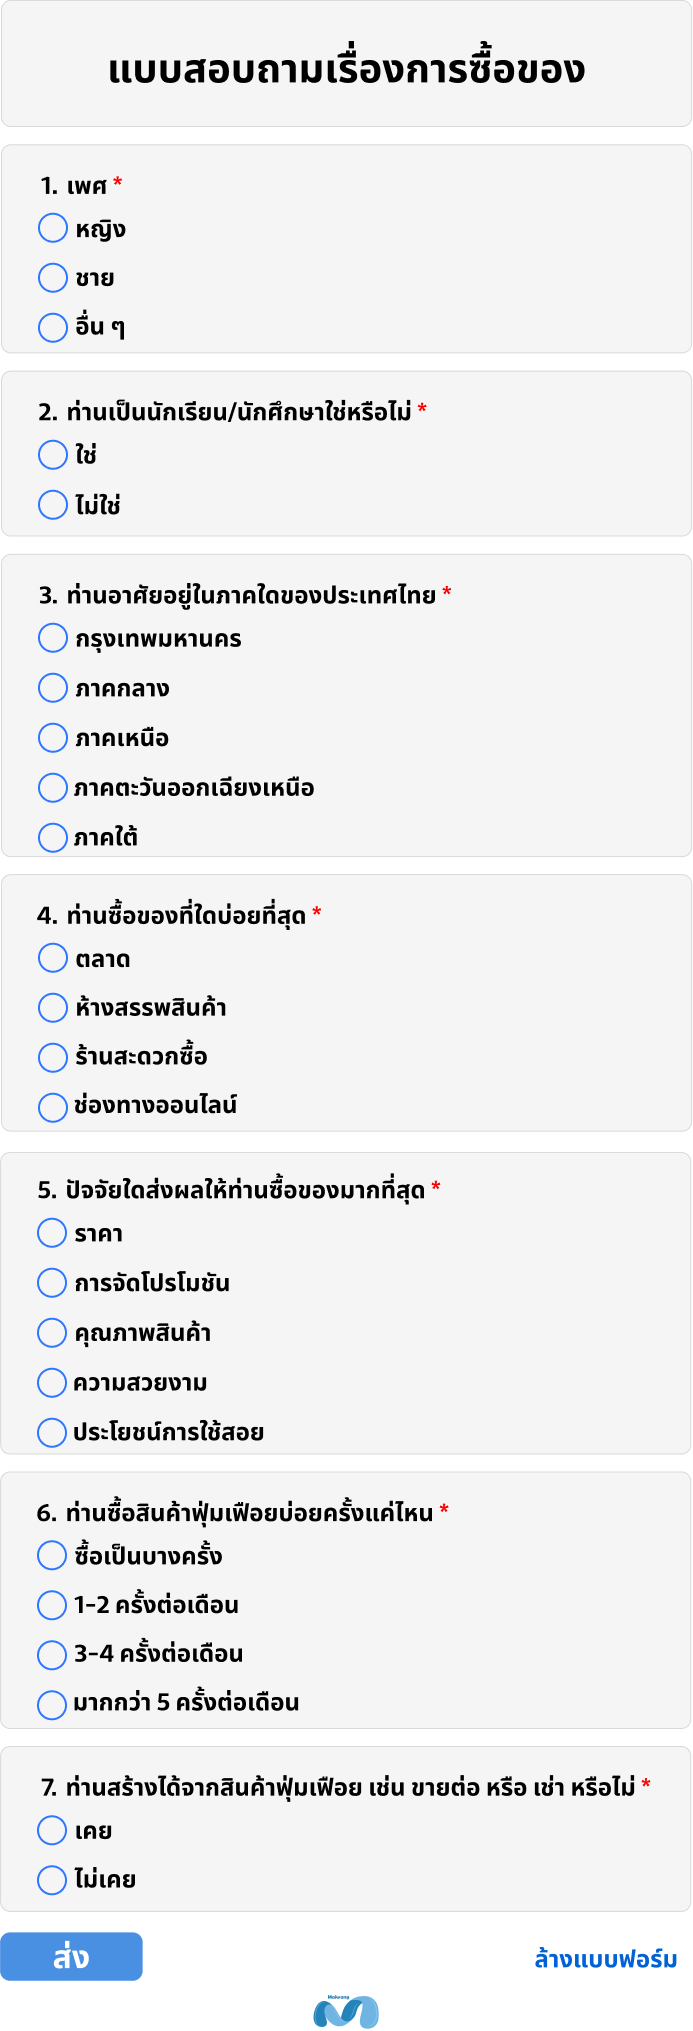 แบบสอบถามเรื่องการซื้อของ
1. เพศ *
หญิง
ชาย
อื่น ๆ
2. ท่านเป็นนักเรียน/นักศึกษาใช่หรือไม่ *
ใช่
ไม่ใช่
3. ท่านอาศัยอยู่ในภาคใดของประเทศไทย *
กรุงเทพมหานคร
ภาคกลาง
ภาคเหนือ
ภาคตะวันออกเฉียงเหนือ
ภาคใต้
4. ท่านซื้อของที่ใดบ่อยที่สุด *
ตลาด
ห้างสรรพสินค้า
ร้านสะดวกซื้อ
ช่องทางออนไลน์
5. ปัจจัยใดส่งผลให้ท่านซื้อของมากที่สุด *
ราคา
การจัดโปรโมชัน
คุณภาพสินค้า
ความสวยงาม
ประโยชน์การใช้สอย
6. ท่านซื้อสินค้าฟุ่มเฟือยบ่อยครั้งแค่ไหน *
ซื้อเป็นบางครั้ง
1-2 ครั้งต่อเดือน
3-4 ครั้งต่อเดือน
มากกว่า 5 ครั้งต่อเดือน
7. ท่านสร้างได้จากสินค้าฟุ่มเฟือย เช่น ขายต่อ หรือ เช่า หรือไม่ *
เคย
ไม่เคย
ส่ง
ล้างแบบฟอร์ม